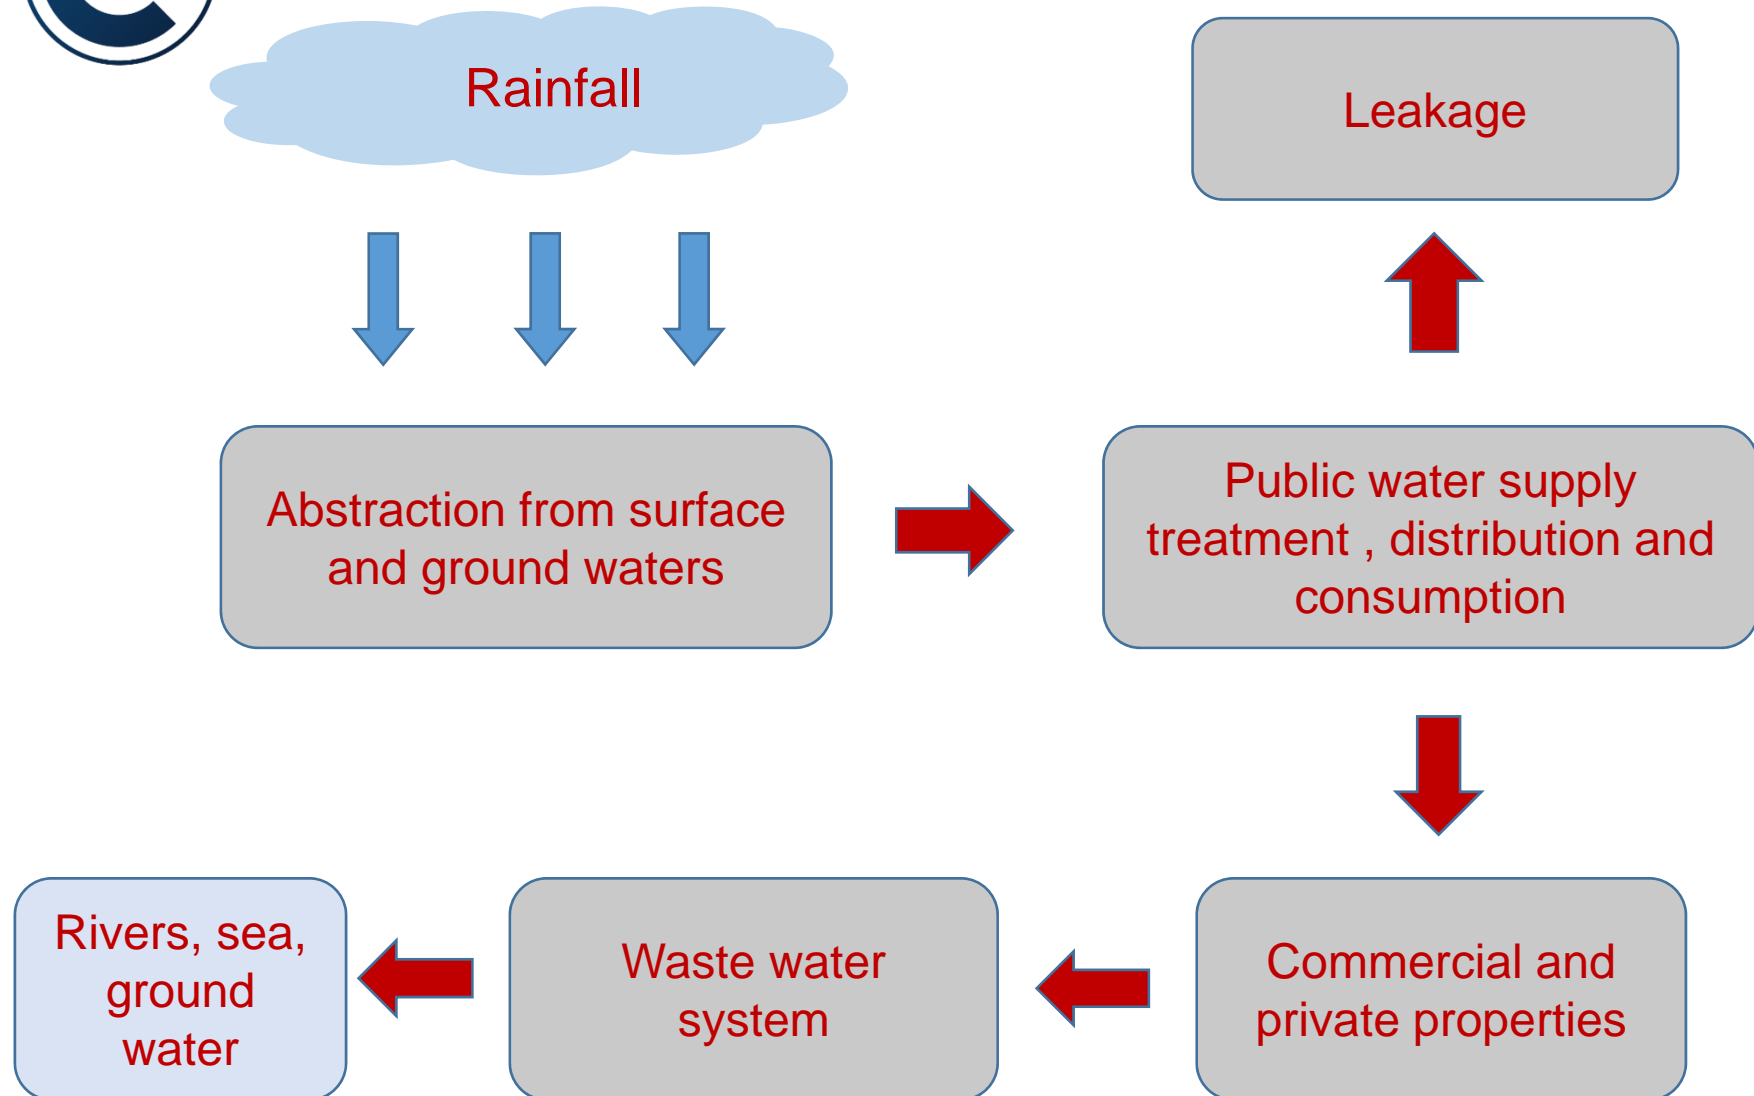 Rainfall
Leakage
Abstraction from surface
and ground waters
Public water supply
treatment , distribution and
consumption
Rivers, sea,
ground
water
Waste water
system
Commercial and
private properties